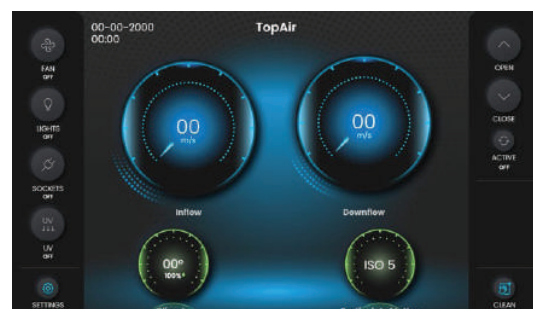 00-00-2000
00:00
TopAir
FAN
OFF
LIGHTS
OFF
SOCKETS
OFF
UV
UV
OFF
SETTINGS
00
m/s
Inflow
00
m/s
Downflow
00°
100%
ISO 5
OPEN
CLOSE
ACTIVE
OFF
CLEAN